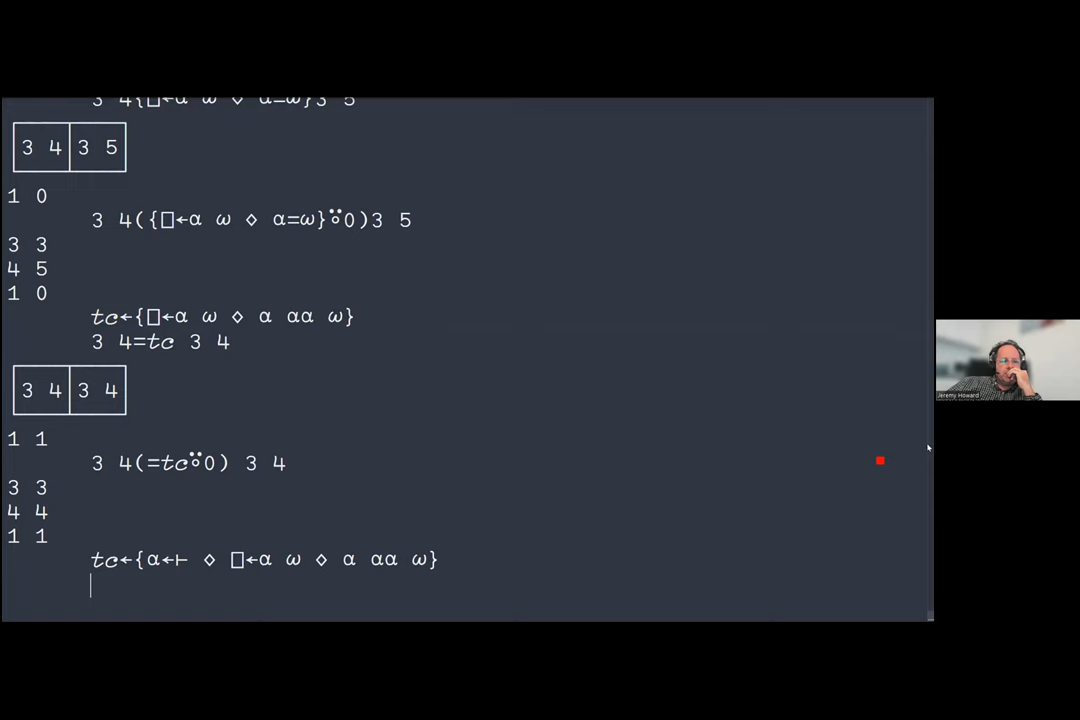 3 4{⎕←⍺ ⍵ ⋄ ⍺=⍵}3 5
3 4 3 5
1 0
3 4({⎕←⍺ ⍵ ⋄ ⍺=⍵}⍤0)3 5
3 3
4 5
1 0
tc←{⎕←⍺ ⍵ ⋄ ⍺ ⍺⍺ ⍵}
3 4=tc 3 4
3 4 3 4
1 1
3 4(=tc⍤0) 3 4
3 3
4 4
1 1
tc←{⍺←⊢ ⋄ ⎕←⍺ ⍵ ⋄ ⍺ ⍺⍺ ⍵}
Jeremy Howard